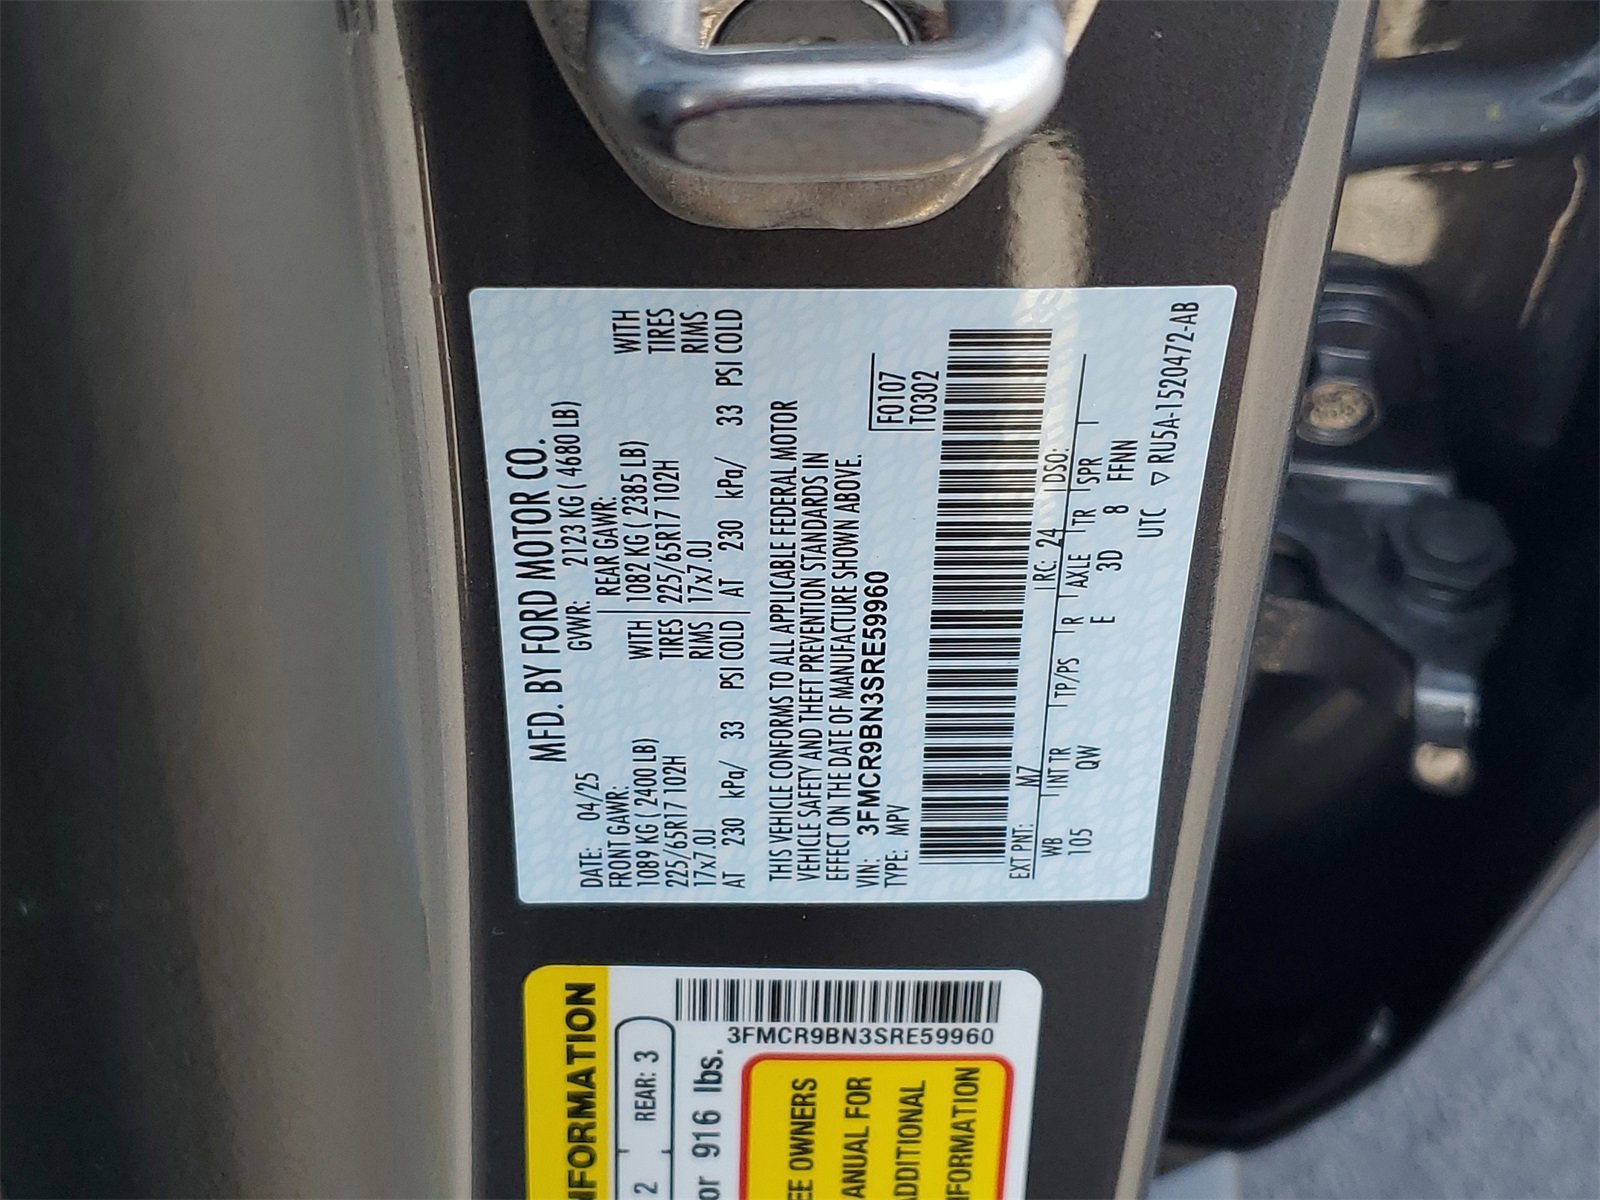 MFD. BY FORD MOTOR CO.
DATE: 04/25 GVWR: 2123 KG ( 4680 LB)
FRONT GAWR: REAR GAWR:
1089 KG ( 2400 LB) WITH 1082 KG ( 2385 LB) WITH
225/65R17 102H TIRES 225/65R17 102H TIRES
17x7.0J RIMS 17x7.0J RIMS
AT 230 kPa/ 33 PSI COLD AT 230 kPa/ 33 PSI COLD
THIS VEHICLE CONFORMS TO ALL APPLICABLE FEDERAL MOTOR
VEHICLE SAFETY AND THEFT PREVENTION STANDARDS IN
EFFECT ON THE DATE OF MANUFACTURE SHOWN ABOVE.
VIN: 3FMCR9BN3SRE59960 F0107
TYPE: MPV T0302
EXT PNT: M7 RC: 24 DSO:
WB INT TR TP/PS R AXLE TR SPR
105 QW E 3D 8 FFNN
UTC ▽ RU5A-1520472-AB
INFORMATION
2 REAR: 3
or 916 lbs.
3FMCR9BN3SRE59960
OWNERS
FOR
ADDITIONAL
INFORMATION